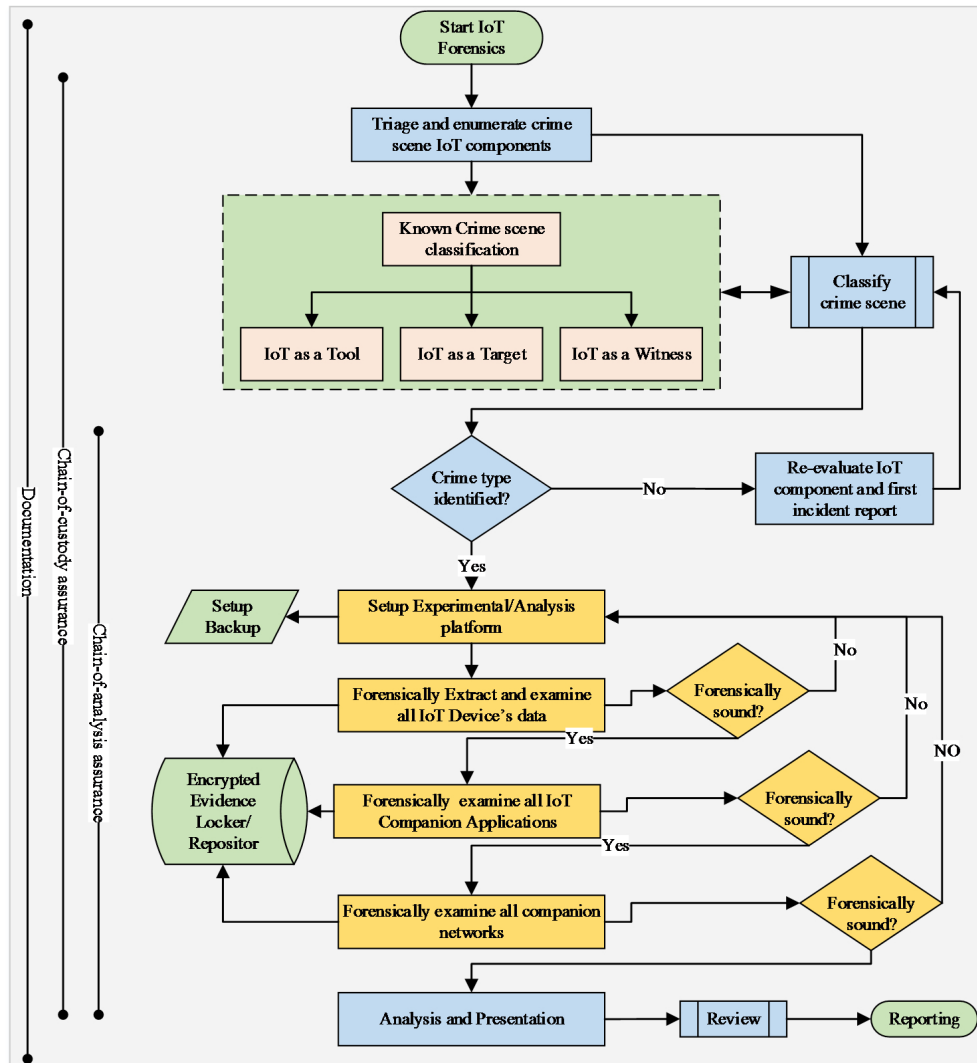 Start IoT
Forensics
Triage and enumerate crime
scene IoT components
Known Crime scene
classification
IoT as a Tool
IoT as a Target
IoT as a Witness
Classify
crime scene
Crime type
identified?
No
Re-evaluate IoT
component and first
incident report
Yes
Setup
Backup
Setup Experimental/Analysis
platform
No
Forensically Extract and examine
all IoT Device's data
Forensically
sound?
No
Yes
NO
Encrypted
Evidence
Locker/
Repositor
Forensically examine all IoT
Companion Applications
Forensically
sound?
Yes
Forensically examine all companion
networks
Forensically
sound?
Analysis and Presentation
Review
Reporting
Documentation
Chain-of-custody assurance
Chain-of-analysis assurance